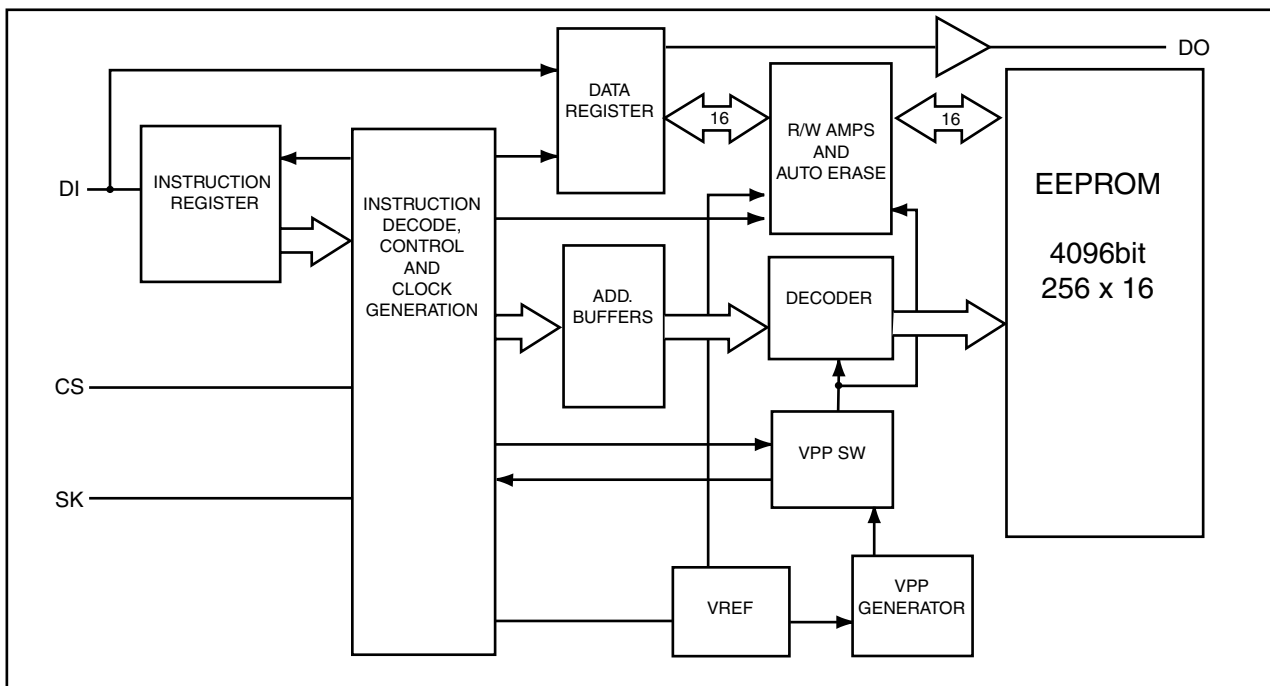 DO
DATA
REGISTER
16
R/W AMPS
AND
AUTO ERASE
16
EEPROM
4096bit
256 x 16
DI
INSTRUCTION
REGISTER
INSTRUCTION
DECODE,
CONTROL
AND
CLOCK
GENERATION
ADD.
BUFFERS
DECODER
CS
VPP SW
SK
VREF
VPP
GENERATOR